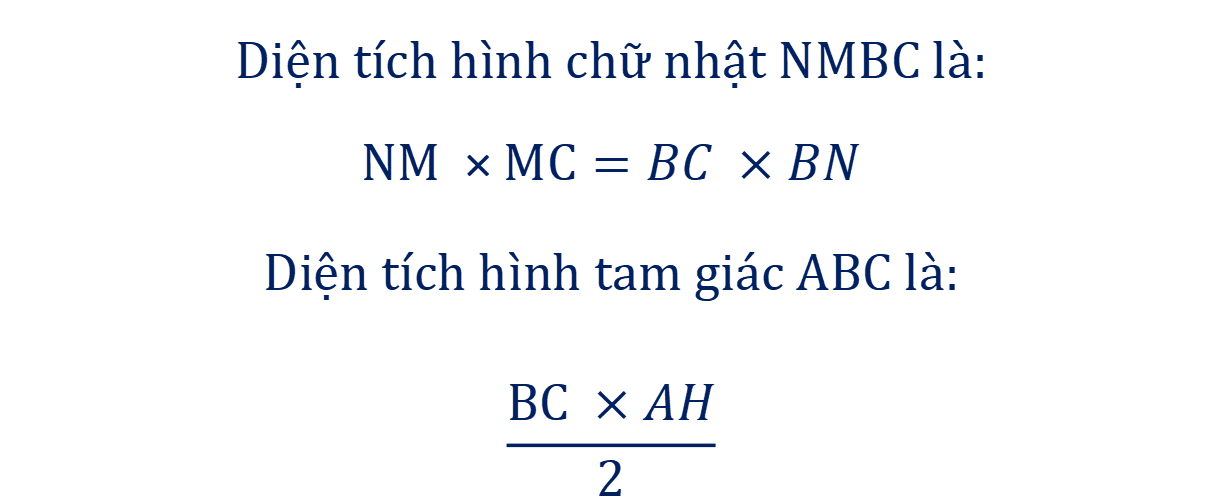 Diện tích hình chữ nhật NMBC là:
NM × MC = BC × BN
Diện tích hình tam giác ABC là:
BC × AH
2